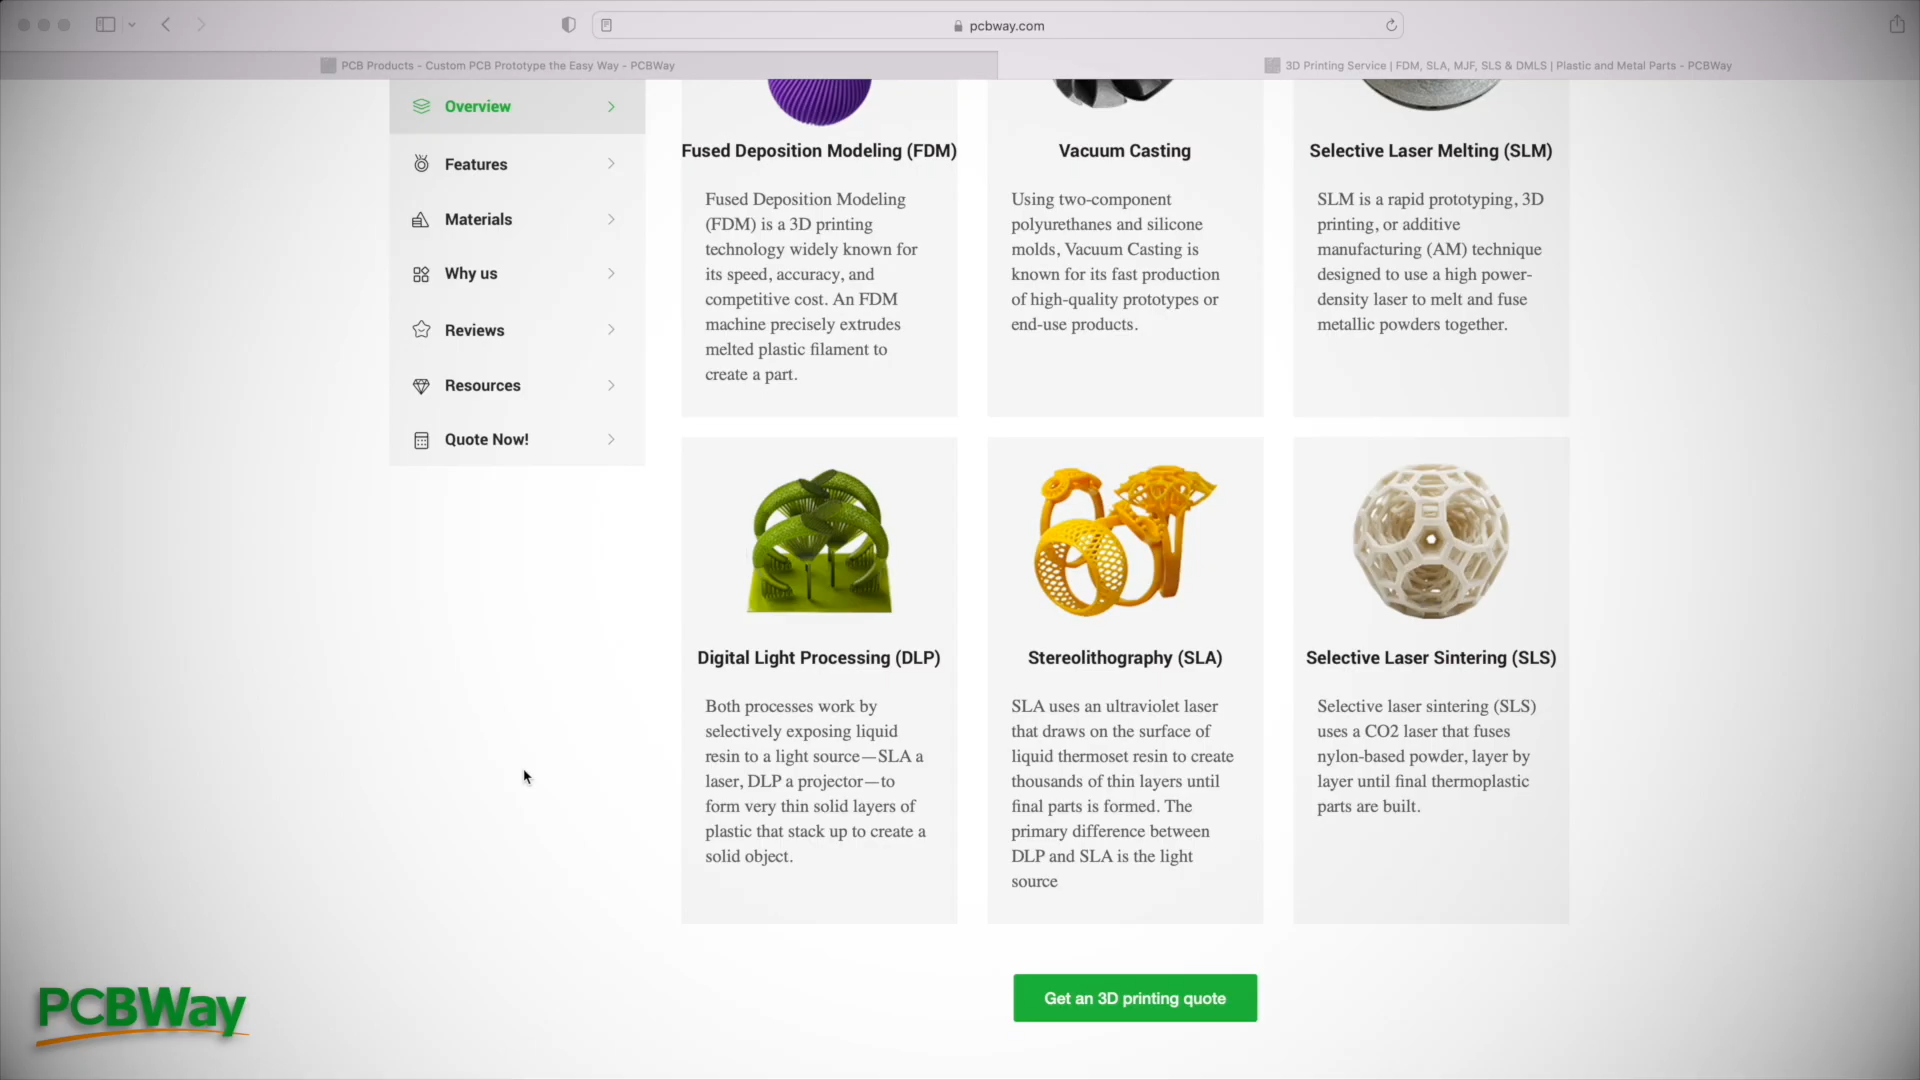 pcbway.com
PCB Products - Custom PCB Prototype the Easy Way - PCBWay
3D Printing Service | FDM, SLA, MJF, SLS & DMLS | Plastic and Metal Parts - PCBWay
Overview
Features
Materials
Why us
Reviews
Resources
Quote Now!
Fused Deposition Modeling (FDM)
Fused Deposition Modeling
(FDM) is a 3D printing
technology widely known for
its speed, accuracy, and
competitive cost. An FDM
machine precisely extrudes
melted plastic filament to
create a part.
Vacuum Casting
Using two-component
polyurethanes and silicone
molds, Vacuum Casting is
known for its fast production
of high-quality prototypes or
end-use products.
Selective Laser Melting (SLM)
SLM is a rapid prototyping, 3D
printing, or additive
manufacturing (AM) technique
designed to use a high power-
density laser to melt and fuse
metallic powders together.
Digital Light Processing (DLP)
Both processes work by
selectively exposing liquid
resin to a light source—SLA a
laser, DLP a projector—to
form very thin solid layers of
plastic that stack up to create a
solid object.
Stereolithography (SLA)
SLA uses an ultraviolet laser
that draws on the surface of
liquid thermoset resin to create
thousands of thin layers until
final parts is formed. The
primary difference between
DLP and SLA is the light
source
Selective Laser Sintering (SLS)
Selective laser sintering (SLS)
uses a CO2 laser that fuses
nylon-based powder, layer by
layer until final thermoplastic
parts are built.
Get an 3D printing quote
PCBWay